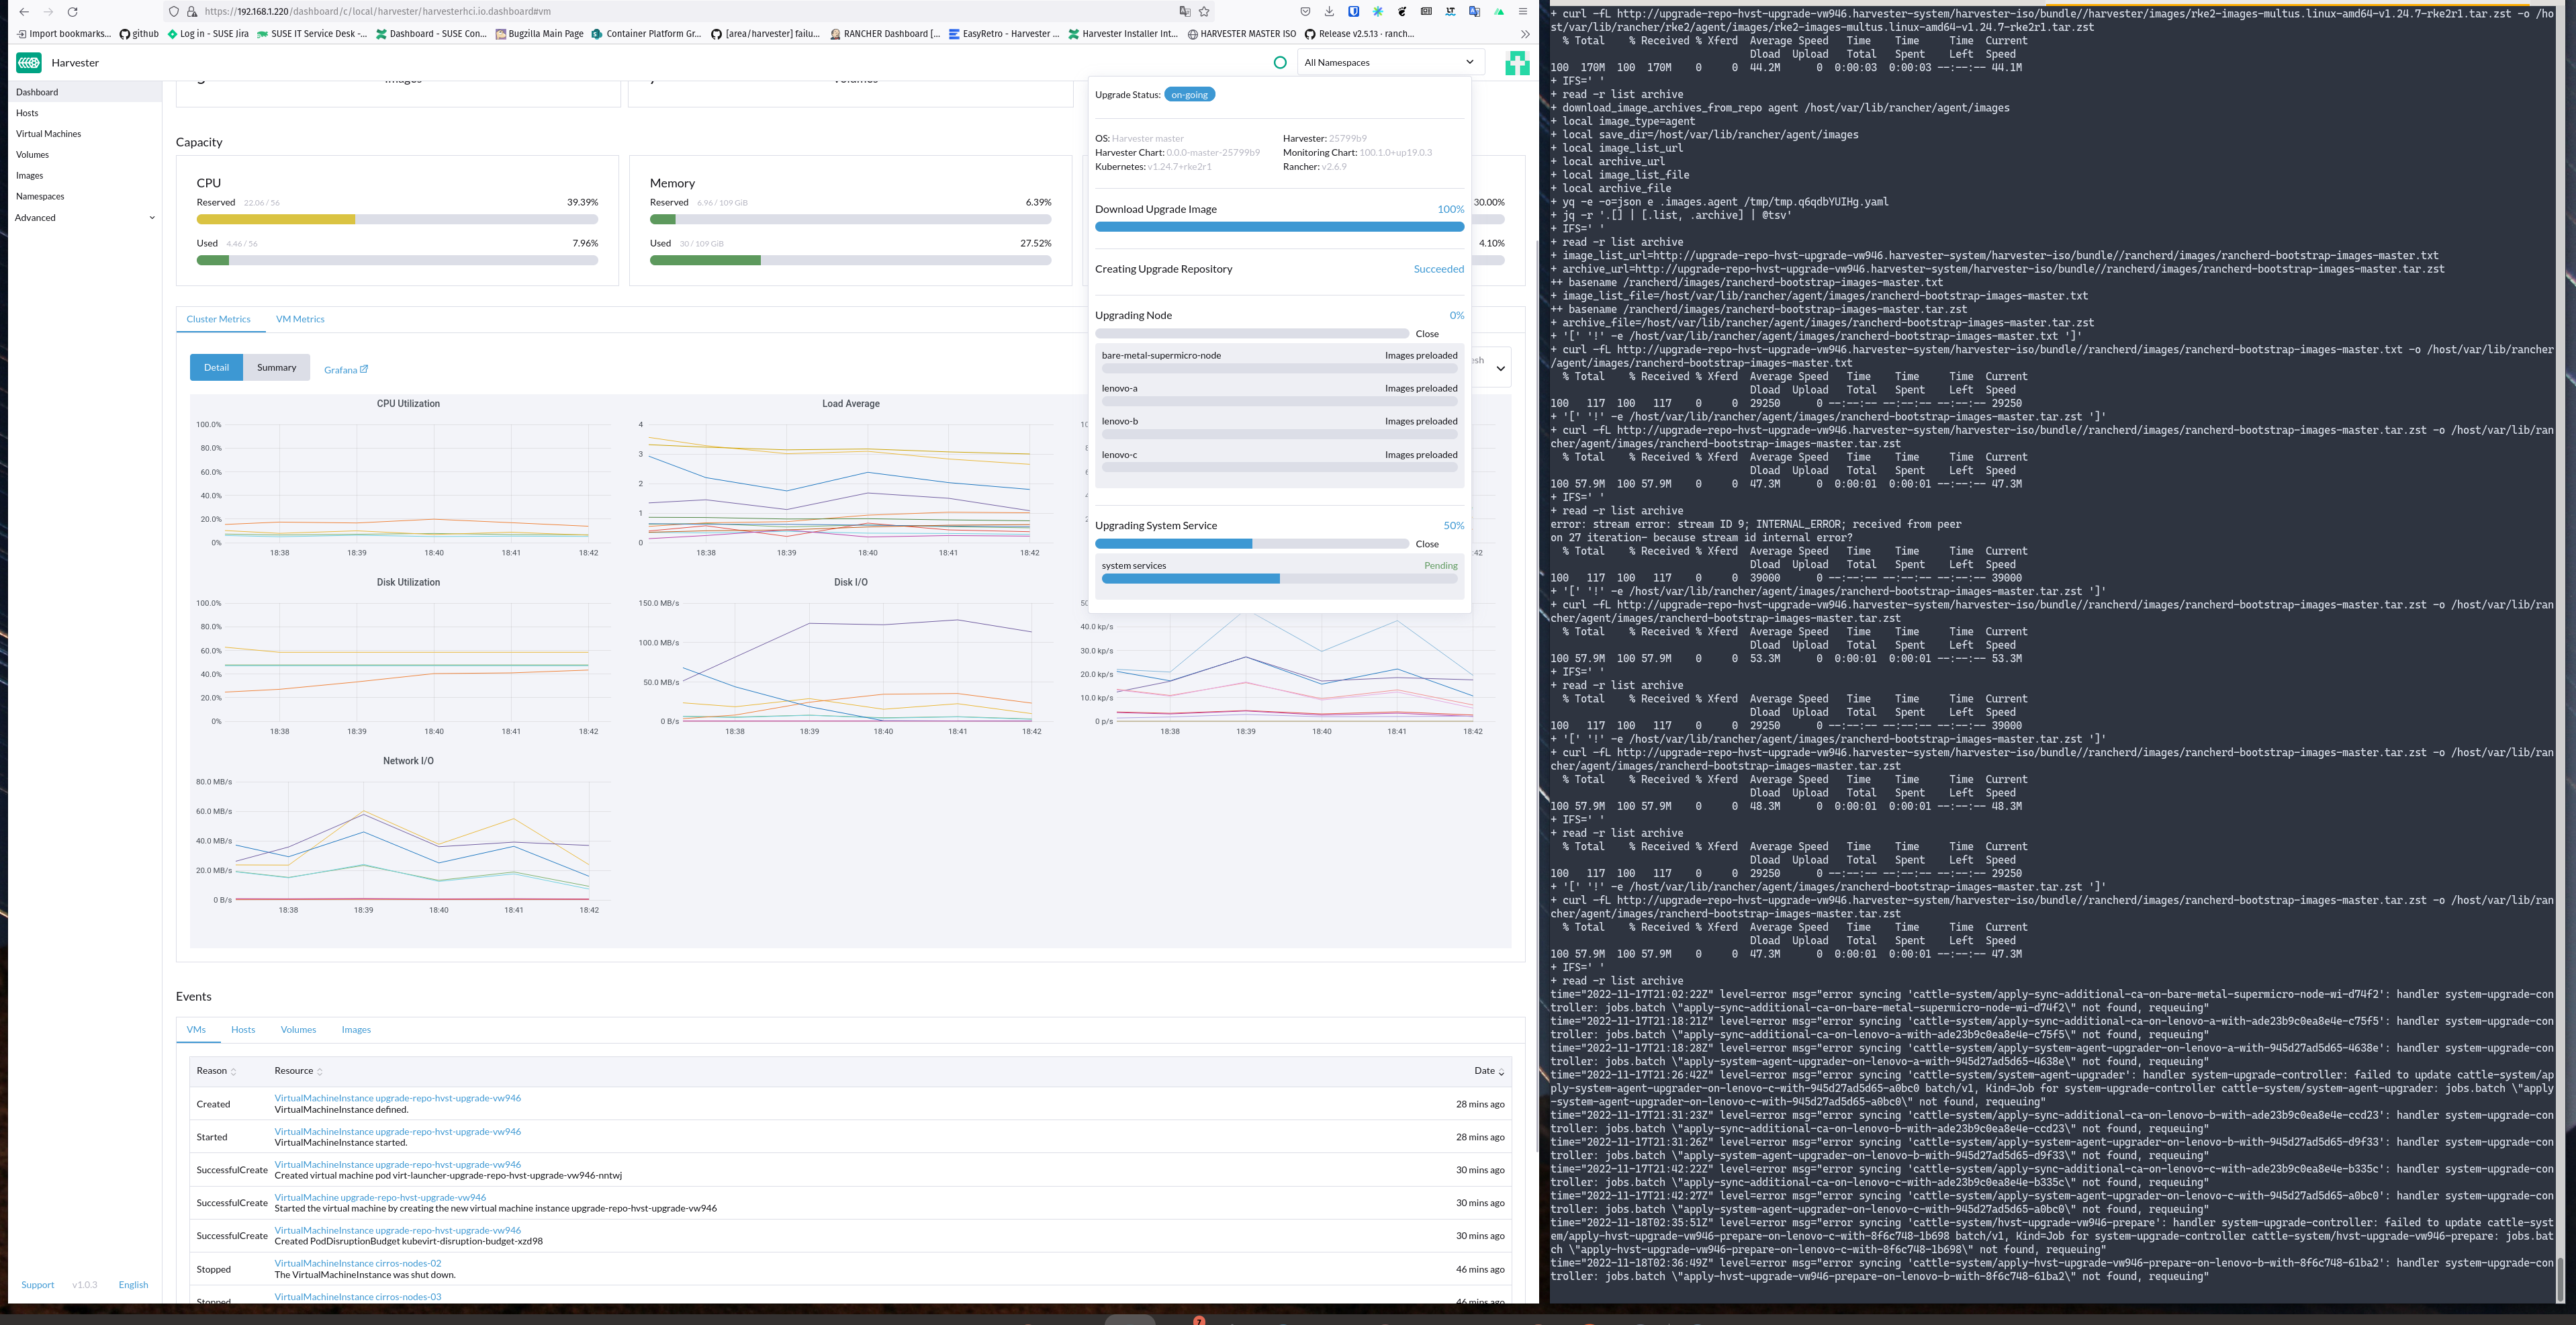 https://192.168.1.220/dashboard/c/local/harvester/harvesterhci.io.dashboard#vm
Import bookmarks... github Log in - SUSE Jira SUSE IT Service Desk -... Dashboard - SUSE Con... Bugzilla Main Page Container Platform Gr... [area/harvester] failu... RANCHER Dashboard [... EasyRetro - Harvester ... Harvester Installer Int... HARVESTER MASTER ISO Release v2.5.13 · ranch...
Harvester
All Namespaces
Dashboard
Hosts
Virtual Machines
Volumes
Images
Namespaces
Advanced
Support v1.0.3 English
Capacity
CPU
Reserved 22.06 / 56 39.39%
Used 4.46 / 56 7.96%
Memory
Reserved 6.96 / 109 GiB 6.39%
Used 30 / 109 GiB 27.52%
30.00%
4.10%
Upgrade Status: on-going
OS: Harvester master Harvester: 25799b9
Harvester Chart: 0.0.0-master-25799b9 Monitoring Chart: 100.1.0+up19.0.3
Kubernetes: v1.24.7+rke2r1 Rancher: v2.6.9
Download Upgrade Image 100%
Creating Upgrade Repository Succeeded
Upgrading Node 0%
Close
bare-metal-supermicro-node Images preloaded
lenovo-a Images preloaded
lenovo-b Images preloaded
lenovo-c Images preloaded
Upgrading System Service 50%
Close
system services Pending
Cluster Metrics VM Metrics
Detail Summary Grafana
CPU Utilization
100.0%
80.0%
60.0%
40.0%
20.0%
0%
18:38 18:39 18:40 18:41 18:42
Load Average
4
3
2
1
0
18:38 18:39 18:40 18:41 18:42
Disk Utilization
100.0%
80.0%
60.0%
40.0%
20.0%
0%
18:38 18:39 18:40 18:41 18:42
Disk I/O
150.0 MB/s
100.0 MB/s
50.0 MB/s
0 B/s
18:38 18:39 18:40 18:41 18:42
40.0 kp/s
30.0 kp/s
20.0 kp/s
10.0 kp/s
0 p/s
18:38 18:39 18:40 18:41 18:42
Network I/O
80.0 MB/s
60.0 MB/s
40.0 MB/s
20.0 MB/s
0 B/s
18:38 18:39 18:40 18:41 18:42
Events
VMs Hosts Volumes Images
Reason Resource Date
Created VirtualMachineInstance upgrade-repo-hvst-upgrade-vw946
VirtualMachineInstance defined. 28 mins ago
Started VirtualMachineInstance upgrade-repo-hvst-upgrade-vw946
VirtualMachineInstance started. 28 mins ago
SuccessfulCreate VirtualMachineInstance upgrade-repo-hvst-upgrade-vw946
Created virtual machine pod virt-launcher-upgrade-repo-hvst-upgrade-vw946-nntwj 30 mins ago
SuccessfulCreate VirtualMachine upgrade-repo-hvst-upgrade-vw946
Started the virtual machine by creating the new virtual machine instance upgrade-repo-hvst-upgrade-vw946 30 mins ago
SuccessfulCreate VirtualMachineInstance upgrade-repo-hvst-upgrade-vw946
Created PodDisruptionBudget kubevirt-disruption-budget-xzd98 30 mins ago
Stopped VirtualMachineInstance cirros-nodes-02
The VirtualMachineInstance was shut down. 46 mins ago
Stopped VirtualMachineInstance cirros-nodes-03 46 mins ago
+ curl -fL http://upgrade-repo-hvst-upgrade-vw946.harvester-system/harvester-iso/bundle//harvester/images/rke2-images-multus.linux-amd64-v1.24.7-rke2r1.tar.zst -o /ho
st/var/lib/rancher/rke2/agent/images/rke2-images-multus.linux-amd64-v1.24.7-rke2r1.tar.zst
% Total % Received % Xferd Average Speed Time Time Time Current
Dload Upload Total Spent Left Speed
100 170M 100 170M 0 0 44.2M 0 0:00:03 0:00:03 --:--:-- 44.1M
+ IFS=' '
+ read -r list archive
+ download_image_archives_from_repo agent /host/var/lib/rancher/agent/images
+ local image_type=agent
+ local save_dir=/host/var/lib/rancher/agent/images
+ local image_list_url
+ local archive_url
+ local image_list_file
+ local archive_file
+ yq -e -o=json e .images.agent /tmp/tmp.q6qdbYUIHg.yaml
+ jq -r '.[] | [.list, .archive] | @tsv'
+ IFS=' '
+ read -r list archive
+ image_list_url=http://upgrade-repo-hvst-upgrade-vw946.harvester-system/harvester-iso/bundle//rancherd/images/rancherd-bootstrap-images-master.txt
+ archive_url=http://upgrade-repo-hvst-upgrade-vw946.harvester-system/harvester-iso/bundle//rancherd/images/rancherd-bootstrap-images-master.tar.zst
++ basename /rancherd/images/rancherd-bootstrap-images-master.txt
+ image_list_file=/host/var/lib/rancher/agent/images/rancherd-bootstrap-images-master.txt
++ basename /rancherd/images/rancherd-bootstrap-images-master.tar.zst
+ archive_file=/host/var/lib/rancher/agent/images/rancherd-bootstrap-images-master.tar.zst
+ '[' '!' -e /host/var/lib/rancher/agent/images/rancherd-bootstrap-images-master.txt ']'
+ curl -fL http://upgrade-repo-hvst-upgrade-vw946.harvester-system/harvester-iso/bundle//rancherd/images/rancherd-bootstrap-images-master.txt -o /host/var/lib/rancher
/agent/images/rancherd-bootstrap-images-master.txt
% Total % Received % Xferd Average Speed Time Time Time Current
Dload Upload Total Spent Left Speed
100 117 100 117 0 0 29250 0 --:--:-- --:--:-- --:--:-- 29250
+ '[' '!' -e /host/var/lib/rancher/agent/images/rancherd-bootstrap-images-master.tar.zst ']'
+ curl -fL http://upgrade-repo-hvst-upgrade-vw946.harvester-system/harvester-iso/bundle//rancherd/images/rancherd-bootstrap-images-master.tar.zst -o /host/var/lib/ran
cher/agent/images/rancherd-bootstrap-images-master.tar.zst
% Total % Received % Xferd Average Speed Time Time Time Current
Dload Upload Total Spent Left Speed
100 57.9M 100 57.9M 0 0 47.3M 0 0:00:01 0:00:01 --:--:-- 47.3M
+ IFS=' '
+ read -r list archive
error: stream error: stream ID 9; INTERNAL_ERROR; received from peer
on 27 iteration- because stream id internal error?
% Total % Received % Xferd Average Speed Time Time Time Current
Dload Upload Total Spent Left Speed
100 117 100 117 0 0 39000 0 --:--:-- --:--:-- --:--:-- 39000
+ '[' '!' -e /host/var/lib/rancher/agent/images/rancherd-bootstrap-images-master.tar.zst ']'
+ curl -fL http://upgrade-repo-hvst-upgrade-vw946.harvester-system/harvester-iso/bundle//rancherd/images/rancherd-bootstrap-images-master.tar.zst -o /host/var/lib/ran
cher/agent/images/rancherd-bootstrap-images-master.tar.zst
% Total % Received % Xferd Average Speed Time Time Time Current
Dload Upload Total Spent Left Speed
100 57.9M 100 57.9M 0 0 53.3M 0 0:00:01 0:00:01 --:--:-- 53.3M
+ IFS=' '
+ read -r list archive
% Total % Received % Xferd Average Speed Time Time Time Current
Dload Upload Total Spent Left Speed
100 117 100 117 0 0 29250 0 --:--:-- --:--:-- --:--:-- 39000
+ '[' '!' -e /host/var/lib/rancher/agent/images/rancherd-bootstrap-images-master.tar.zst ']'
+ curl -fL http://upgrade-repo-hvst-upgrade-vw946.harvester-system/harvester-iso/bundle//rancherd/images/rancherd-bootstrap-images-master.tar.zst -o /host/var/lib/ran
cher/agent/images/rancherd-bootstrap-images-master.tar.zst
% Total % Received % Xferd Average Speed Time Time Time Current
Dload Upload Total Spent Left Speed
100 57.9M 100 57.9M 0 0 48.3M 0 0:00:01 0:00:01 --:--:-- 48.3M
+ IFS=' '
+ read -r list archive
% Total % Received % Xferd Average Speed Time Time Time Current
Dload Upload Total Spent Left Speed
100 117 100 117 0 0 29250 0 --:--:-- --:--:-- --:--:-- 29250
+ '[' '!' -e /host/var/lib/rancher/agent/images/rancherd-bootstrap-images-master.tar.zst ']'
+ curl -fL http://upgrade-repo-hvst-upgrade-vw946.harvester-system/harvester-iso/bundle//rancherd/images/rancherd-bootstrap-images-master.tar.zst -o /host/var/lib/ran
cher/agent/images/rancherd-bootstrap-images-master.tar.zst
% Total % Received % Xferd Average Speed Time Time Time Current
Dload Upload Total Spent Left Speed
100 57.9M 100 57.9M 0 0 47.3M 0 0:00:01 0:00:01 --:--:-- 47.3M
+ IFS=' '
+ read -r list archive
time="2022-11-17T21:02:22Z" level=error msg="error syncing 'cattle-system/apply-sync-additional-ca-on-bare-metal-supermicro-node-wi-d74f2': handler system-upgrade-con
troller: jobs.batch \"apply-sync-additional-ca-on-bare-metal-supermicro-node-wi-d74f2\" not found, requeuing"
time="2022-11-17T21:18:21Z" level=error msg="error syncing 'cattle-system/apply-sync-additional-ca-on-lenovo-a-with-ade23b9c0ea8e4e-c75f5': handler system-upgrade-con
troller: jobs.batch \"apply-sync-additional-ca-on-lenovo-a-with-ade23b9c0ea8e4e-c75f5\" not found, requeuing"
time="2022-11-17T21:18:28Z" level=error msg="error syncing 'cattle-system/apply-system-agent-upgrader-on-lenovo-a-with-945d27ad5d65-4638e': handler system-upgrade-con
troller: jobs.batch \"apply-system-agent-upgrader-on-lenovo-a-with-945d27ad5d65-4638e\" not found, requeuing"
time="2022-11-17T21:26:42Z" level=error msg="error syncing 'cattle-system/system-agent-upgrader': handler system-upgrade-controller: failed to update cattle-system/ap
ply-system-agent-upgrader-on-lenovo-c-with-945d27ad5d65-a0bc0 batch/v1, Kind=Job for system-upgrade-controller cattle-system/system-agent-upgrader: jobs.batch \"apply
-system-agent-upgrader-on-lenovo-c-with-945d27ad5d65-a0bc0\" not found, requeuing"
time="2022-11-17T21:31:23Z" level=error msg="error syncing 'cattle-system/apply-sync-additional-ca-on-lenovo-b-with-ade23b9c0ea8e4e-ccd23': handler system-upgrade-con
troller: jobs.batch \"apply-sync-additional-ca-on-lenovo-b-with-ade23b9c0ea8e4e-ccd23\" not found, requeuing"
time="2022-11-17T21:31:26Z" level=error msg="error syncing 'cattle-system/apply-system-agent-upgrader-on-lenovo-b-with-945d27ad5d65-d9f33': handler system-upgrade-con
troller: jobs.batch \"apply-system-agent-upgrader-on-lenovo-b-with-945d27ad5d65-d9f33\" not found, requeuing"
time="2022-11-17T21:42:22Z" level=error msg="error syncing 'cattle-system/apply-sync-additional-ca-on-lenovo-c-with-ade23b9c0ea8e4e-b335c': handler system-upgrade-con
troller: jobs.batch \"apply-sync-additional-ca-on-lenovo-c-with-ade23b9c0ea8e4e-b335c\" not found, requeuing"
time="2022-11-17T21:42:27Z" level=error msg="error syncing 'cattle-system/apply-system-agent-upgrader-on-lenovo-c-with-945d27ad5d65-a0bc0': handler system-upgrade-con
troller: jobs.batch \"apply-system-agent-upgrader-on-lenovo-c-with-945d27ad5d65-a0bc0\" not found, requeuing"
time="2022-11-18T02:35:51Z" level=error msg="error syncing 'cattle-system/hvst-upgrade-vw946-prepare': handler system-upgrade-controller: failed to update cattle-syst
em/apply-hvst-upgrade-vw946-prepare-on-lenovo-c-with-8f6c748-1b698 batch/v1, Kind=Job for system-upgrade-controller cattle-system/hvst-upgrade-vw946-prepare: jobs.bat
ch \"apply-hvst-upgrade-vw946-prepare-on-lenovo-c-with-8f6c748-1b698\" not found, requeuing"
time="2022-11-18T02:36:49Z" level=error msg="error syncing 'cattle-system/apply-hvst-upgrade-vw946-prepare-on-lenovo-b-with-8f6c748-61ba2': handler system-upgrade-con
troller: jobs.batch \"apply-hvst-upgrade-vw946-prepare-on-lenovo-b-with-8f6c748-61ba2\" not found, requeuing"
7